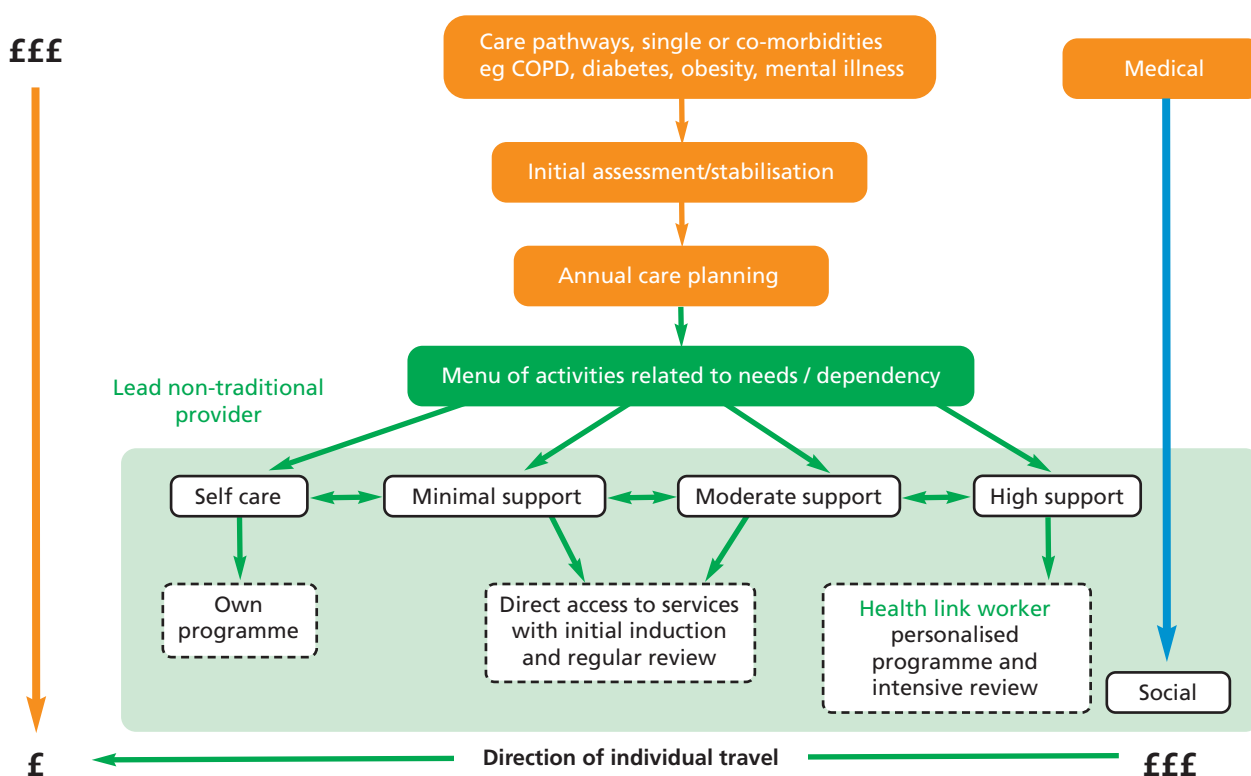 £££
Care pathways, single or co-morbidities
eg COPD, diabetes, obesity, mental illness
Medical
Initial assessment/stabilisation
Annual care planning
Menu of activities related to needs / dependency
Lead non-traditional
provider
Self care
Minimal support
Moderate support
High support
Own
programme
Direct access to services
with initial induction
and regular review
Health link worker
personalised
programme and
intensive review
Social
£
Direction of individual travel
£££